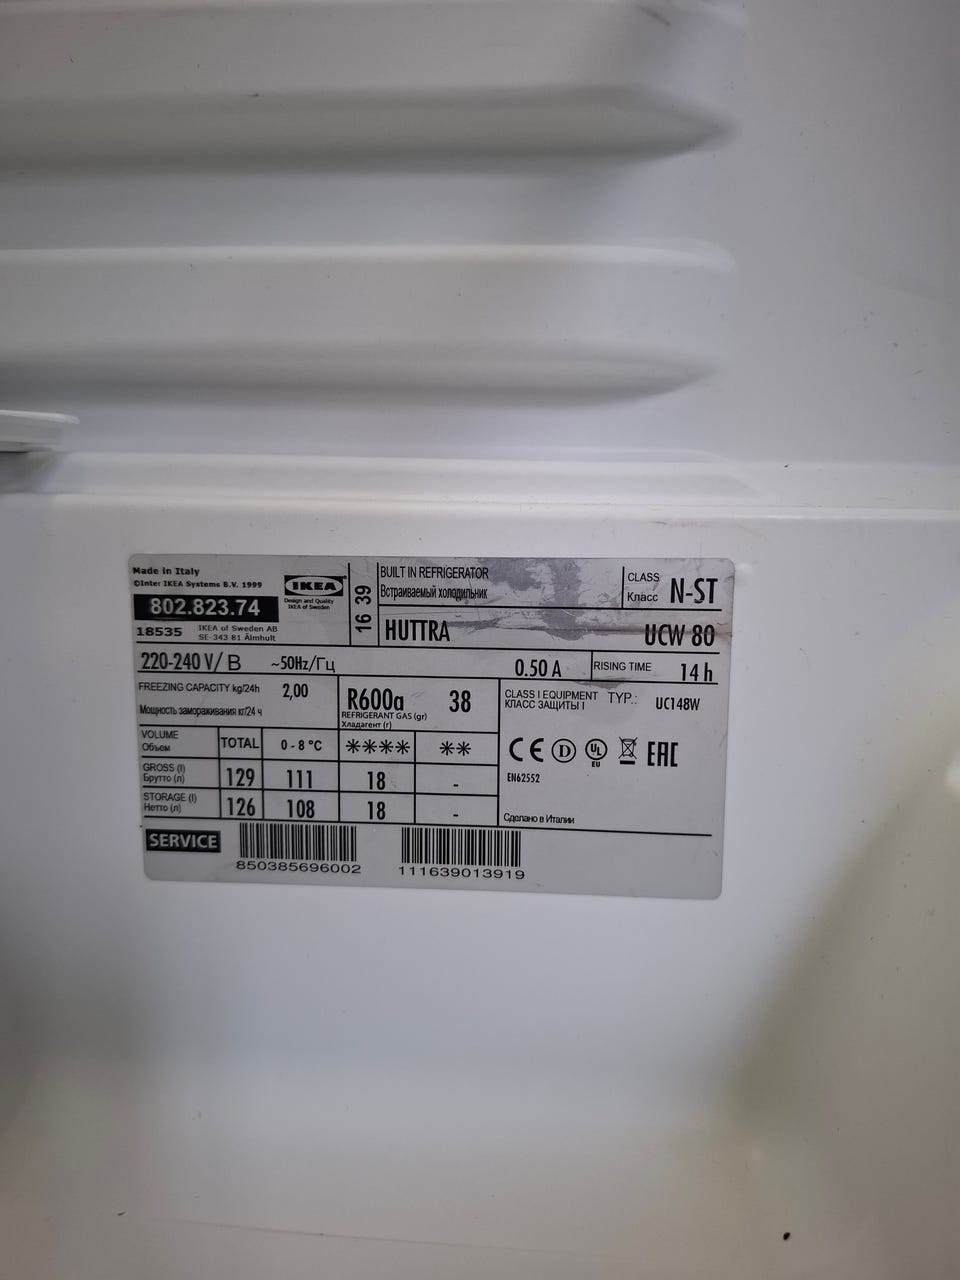 Made in Italy
©Inter IKEA Systems B.V. 1999
802.823.74
18535 IKEA of Sweden AB
SE-343 81 Älmhult
IKEA
Design and Quality
IKEA of Sweden
16 39
BUILT IN REFRIGERATOR
Встраиваемый холодильник
CLASS
Класс N-ST
HUTTRA UCW 80
220-240 V/ В ~50Hz/Гц 0.50 A RISING TIME 14 h
FREEZING CAPACITY kg/24h 2,00
Мощность замораживания кг/24 ч
R600a 38
REFRIGERANT GAS (gr)
Хладагент (г)
CLASS I EQUIPMENT TYP.: UC148W
КЛАСС ЗАЩИТЫ I
VOLUME
Объем TOTAL 0 - 8 °C **** **
GROSS (l)
Брутто (л) 129 111 18 -
STORAGE (l)
Нетто (л) 126 108 18 -
CE D UL EU EAC
EN62552
Сделано в Италии
SERVICE
850385696002 111639013919